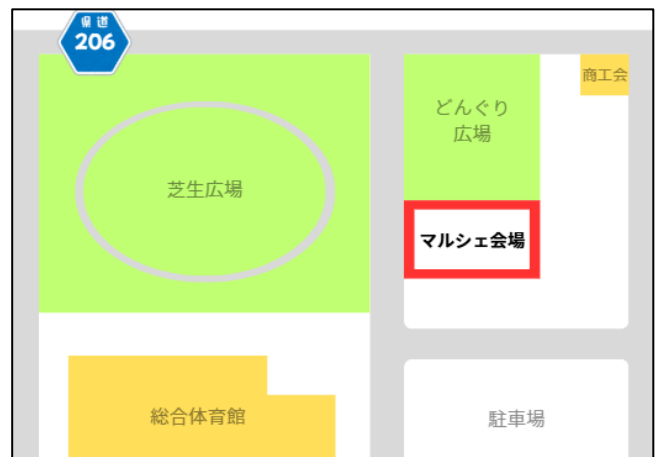 県道
206
商工会
どんぐり
広場
芝生広場
マルシェ会場
総合体育館
駐車場